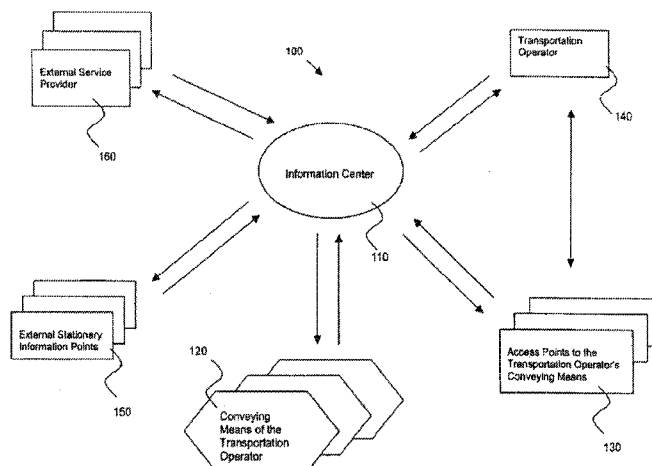 External Service
Provider
160
100
Transportation
Operator
140
Information Center
110
External Stationary
Information Points
150
120
Conveying
Means of the
Transportation
Operator
Access Points to the
Transportation Operator's
Conveying Means
130